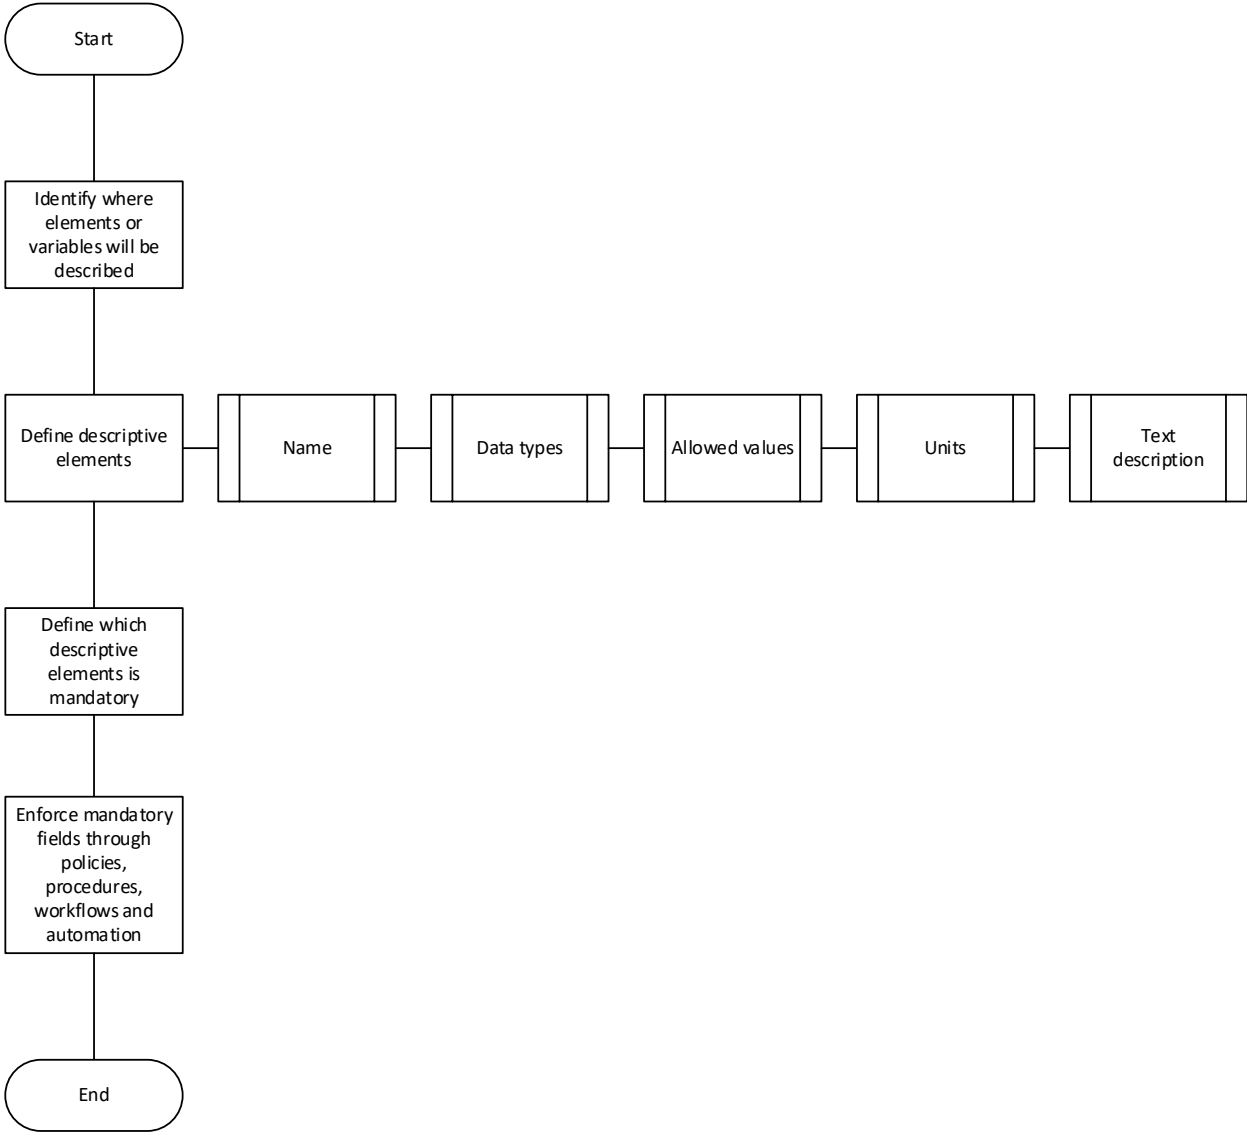 Start
Identify where
elements or
variables will be
described
Define descriptive
elements
Name
Data types
Allowed values
Units
Text
description
Define which
descriptive
elements is
mandatory
Enforce mandatory
fields through
policies,
procedures,
workflows and
automation
End